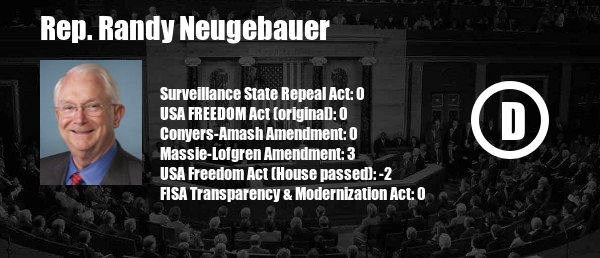 Rep. Randy Neugebauer
Surveillance State Repeal Act: 0
USA FREEDOM Act (original): 0
Conyers-Amash Amendment: 0
Massie-Lofgren Amendment: 3
USA Freedom Act (House passed): -2
FISA Transparency & Modernization Act: 0
D